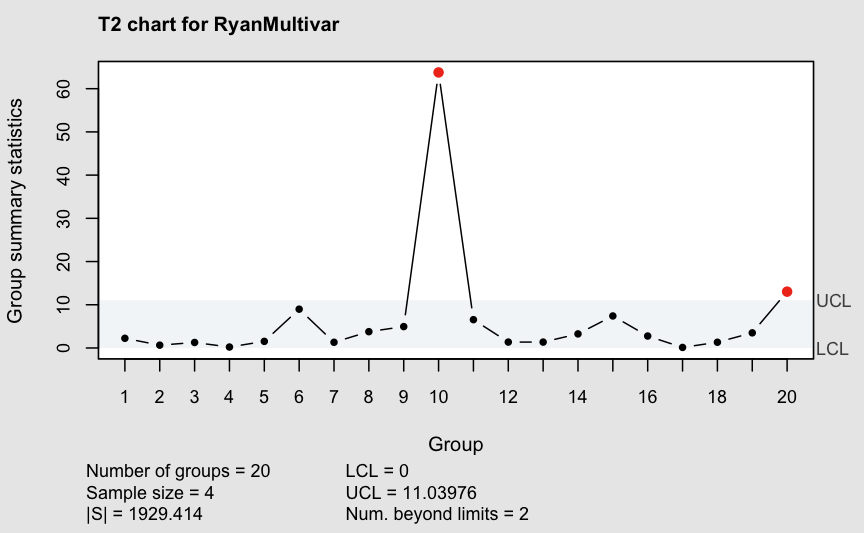 T2 chart for RyanMultivar
Group summary statistics
60
50
40
30
20
10
0
UCL
LCL
1 2 3 4 5 6 7 8 9 10 12 14 16 18 20
Group
Number of groups = 20
Sample size = 4
|S| = 1929.414
LCL = 0
UCL = 11.03976
Num. beyond limits = 2